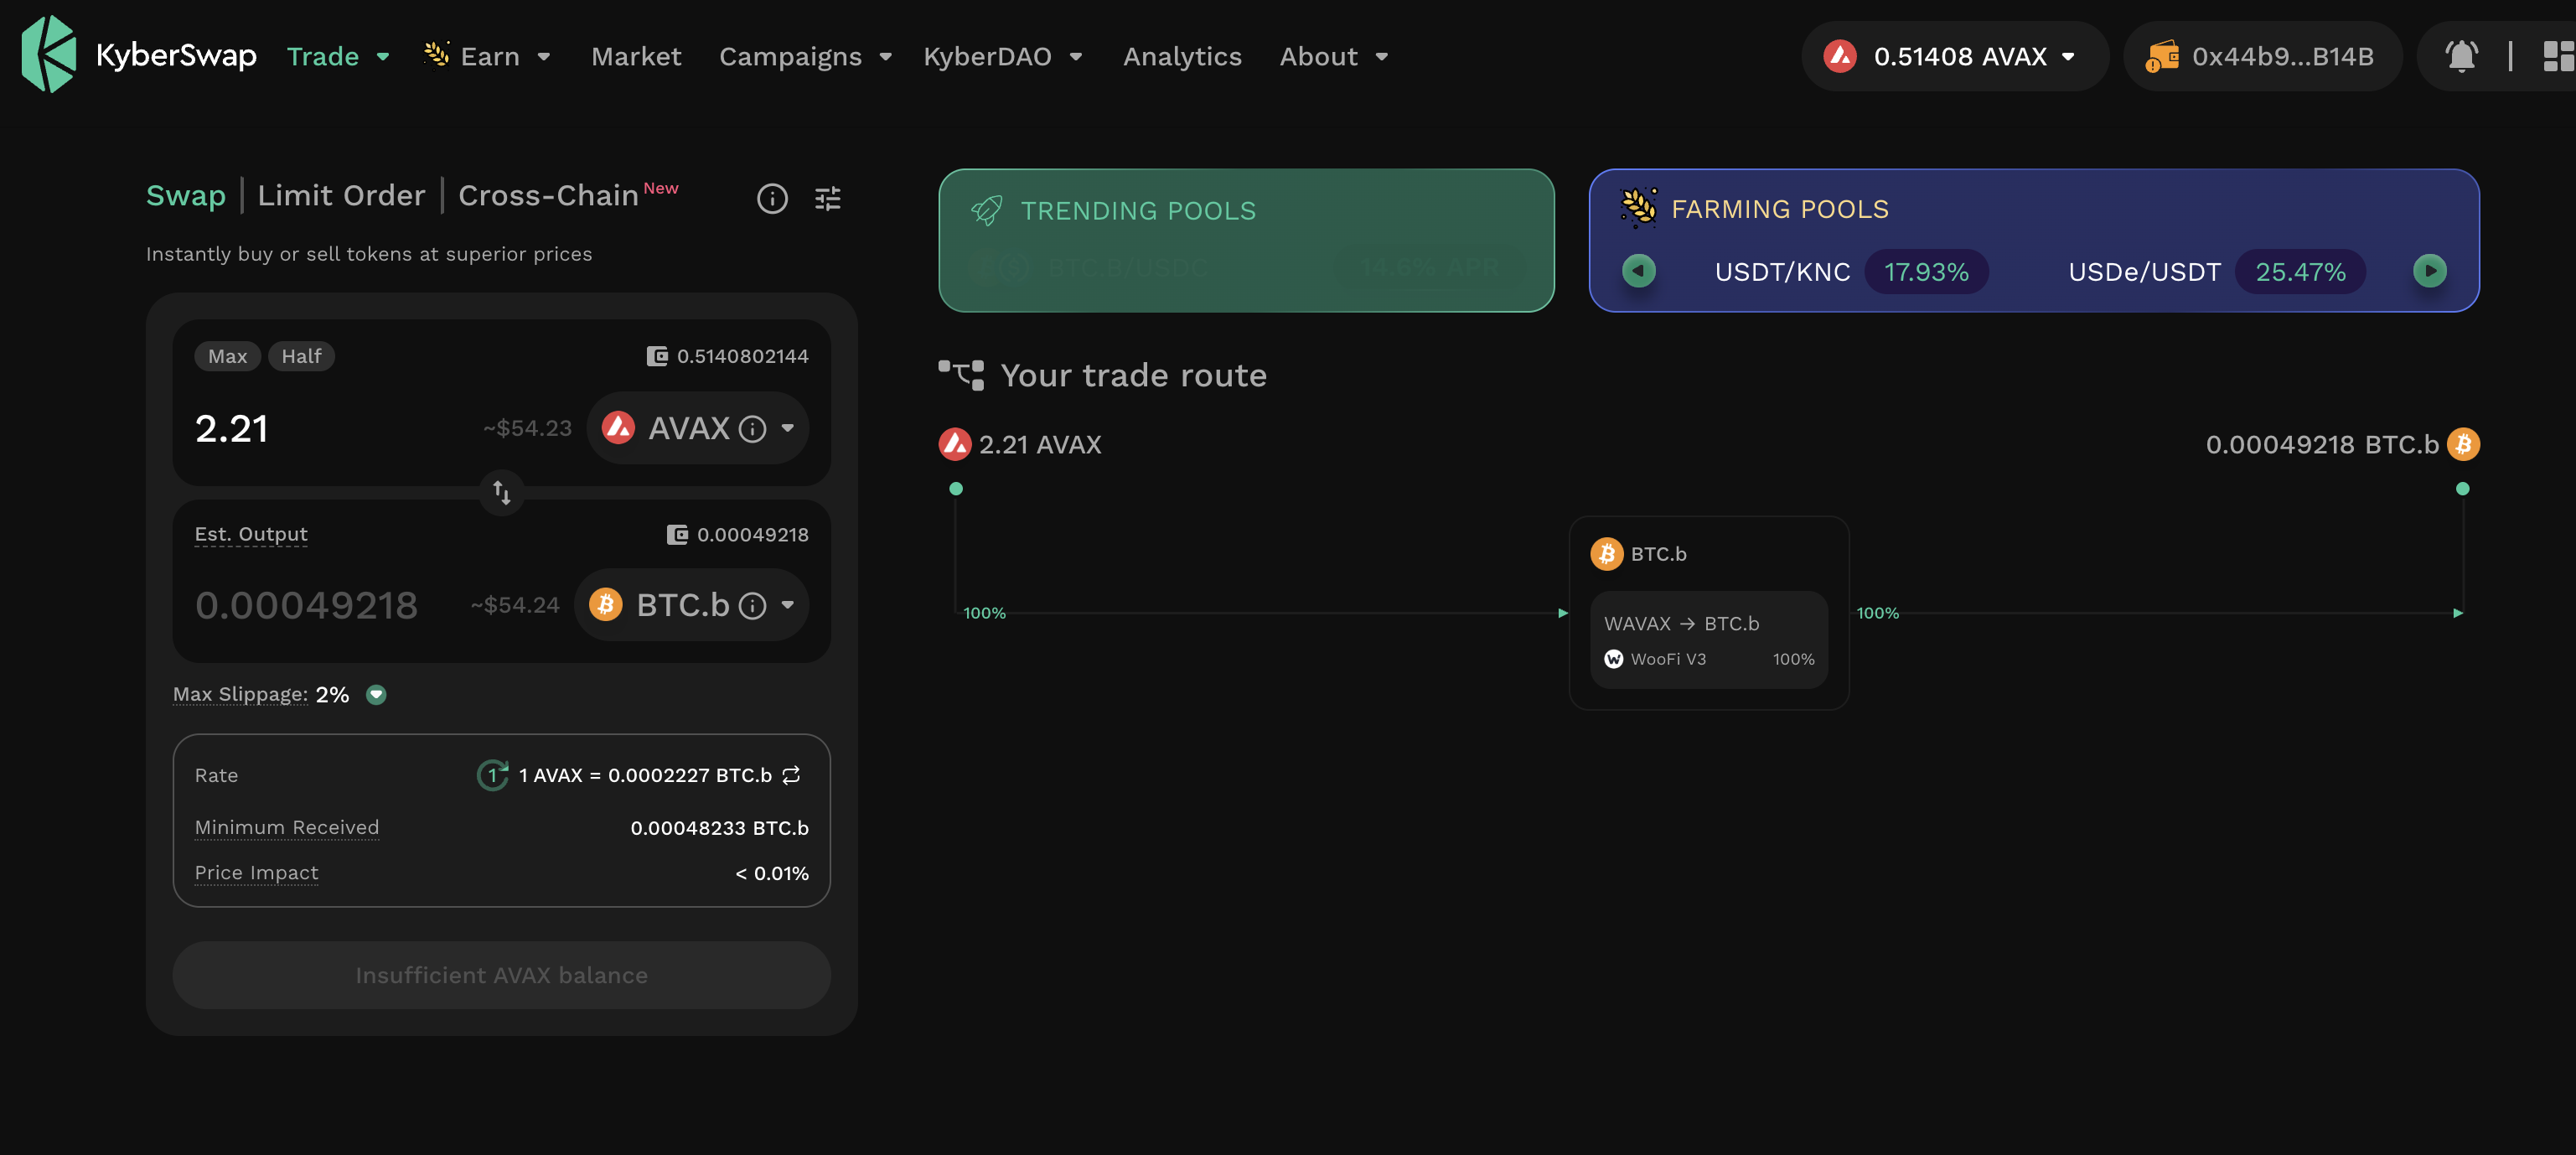 KyberSwap Trade Earn Market Campaigns KyberDAO Analytics About 0.51408 AVAX 0x44b9...B14B
Swap | Limit Order | Cross-Chain New
Instantly buy or sell tokens at superior prices
Max Half 0.5140802144
2.21 ~$54.23 AVAX
Est. Output 0.00049218
0.00049218 ~$54.24 BTC.b
Max Slippage: 2%
Rate 1 1 AVAX = 0.0002227 BTC.b
Minimum Received 0.00048233 BTC.b
Price Impact < 0.01%
Insufficient AVAX balance
TRENDING POOLS
BTC.B/USDC 14.6% APR
FARMING POOLS
USDT/KNC 17.93% USDe/USDT 25.47%
Your trade route
2.21 AVAX 0.00049218 BTC.b
BTC.b
100% 100%
WAVAX → BTC.b
WooFi V3 100%